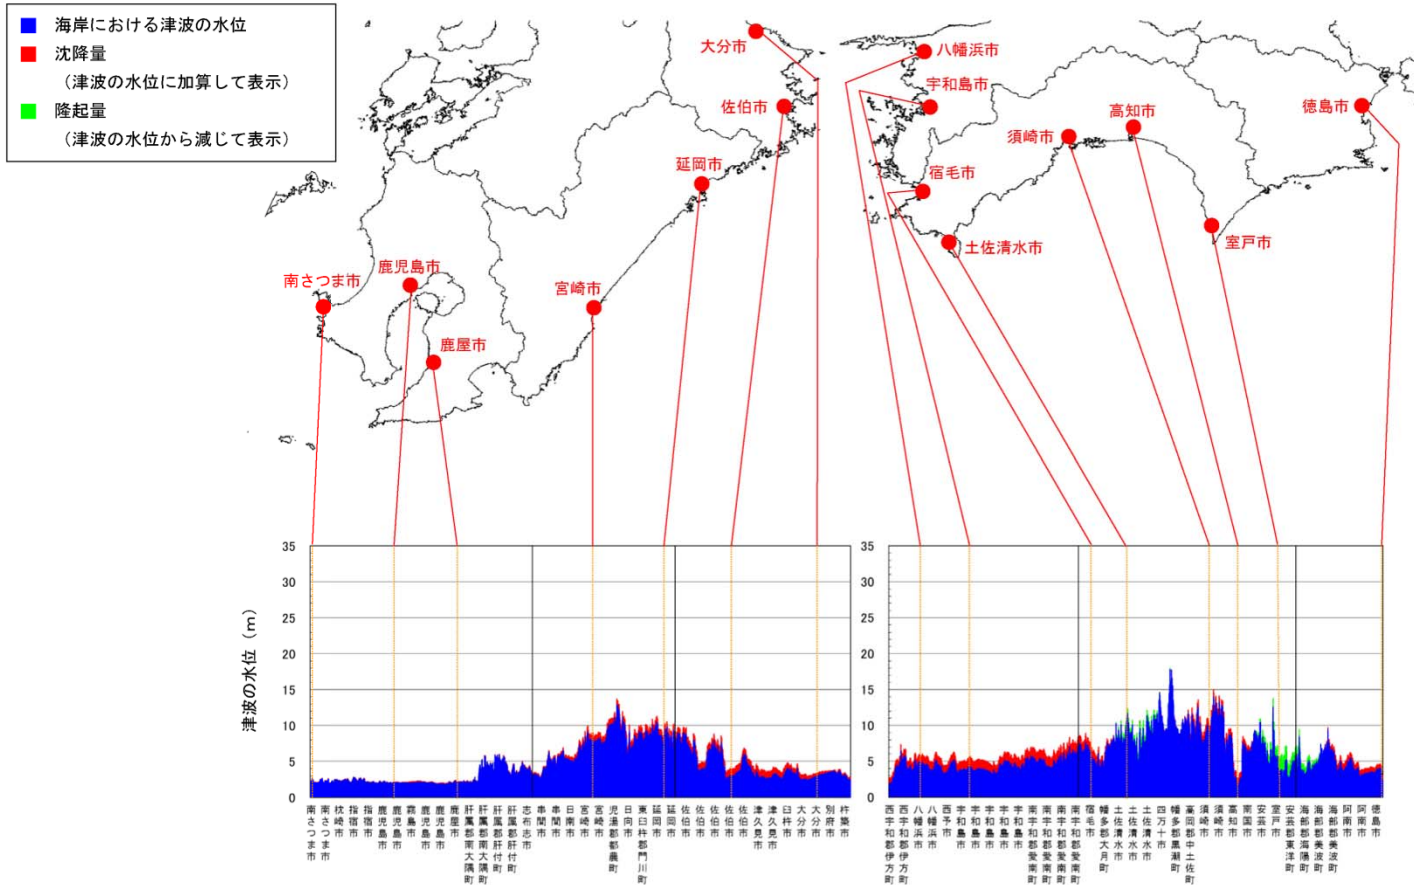 海岸における津波の水位
沈降量
（津波の水位に加算して表示）
隆起量
（津波の水位から減じて表示）
大分市
八幡浜市
宇和島市
佐伯市
高知市
徳島市
須崎市
延岡市
宿毛市
土佐清水市
室戸市
南さつま市
鹿児島市
宮崎市
鹿屋市
津波の水位（m）
35
30
25
20
15
10
5
0
35
30
25
20
15
10
5
0
南さつま市
南さつま市
枕崎市
指宿市
指宿市
鹿児島市
鹿児島市
霧島市
鹿児島市
鹿児島市
鹿屋市
肝属郡南大隅町
肝属郡南大隅町
肝属郡肝付町
肝属郡肝付町
志布志市
串間市
串間市
日南市
宮崎市
宮崎市
児湯郡都農町
日向市
東臼杵郡門川町
延岡市
延岡市
佐伯市
佐伯市
佐伯市
佐伯市
佐伯市
津久見市
津久見市
臼杵市
大分市
大分市
別府市
杵築市
西宇和郡伊方町
西宇和郡伊方町
八幡浜市
八幡浜市
西予市
宇和島市
宇和島市
宇和島市
宇和島市
宇和島市
南宇和郡愛南町
南宇和郡愛南町
南宇和郡愛南町
南宇和郡愛南町
宿毛市
幡多郡大月町
土佐清水市
土佐清水市
土佐清水市
四万十市
幡多郡黒潮町
高岡郡中土佐町
須崎市
須崎市
高知市
南国市
安芸市
室戸市
安芸郡東洋町
海部郡海陽町
海部郡美波町
海部郡美波町
阿南市
阿南市
徳島市